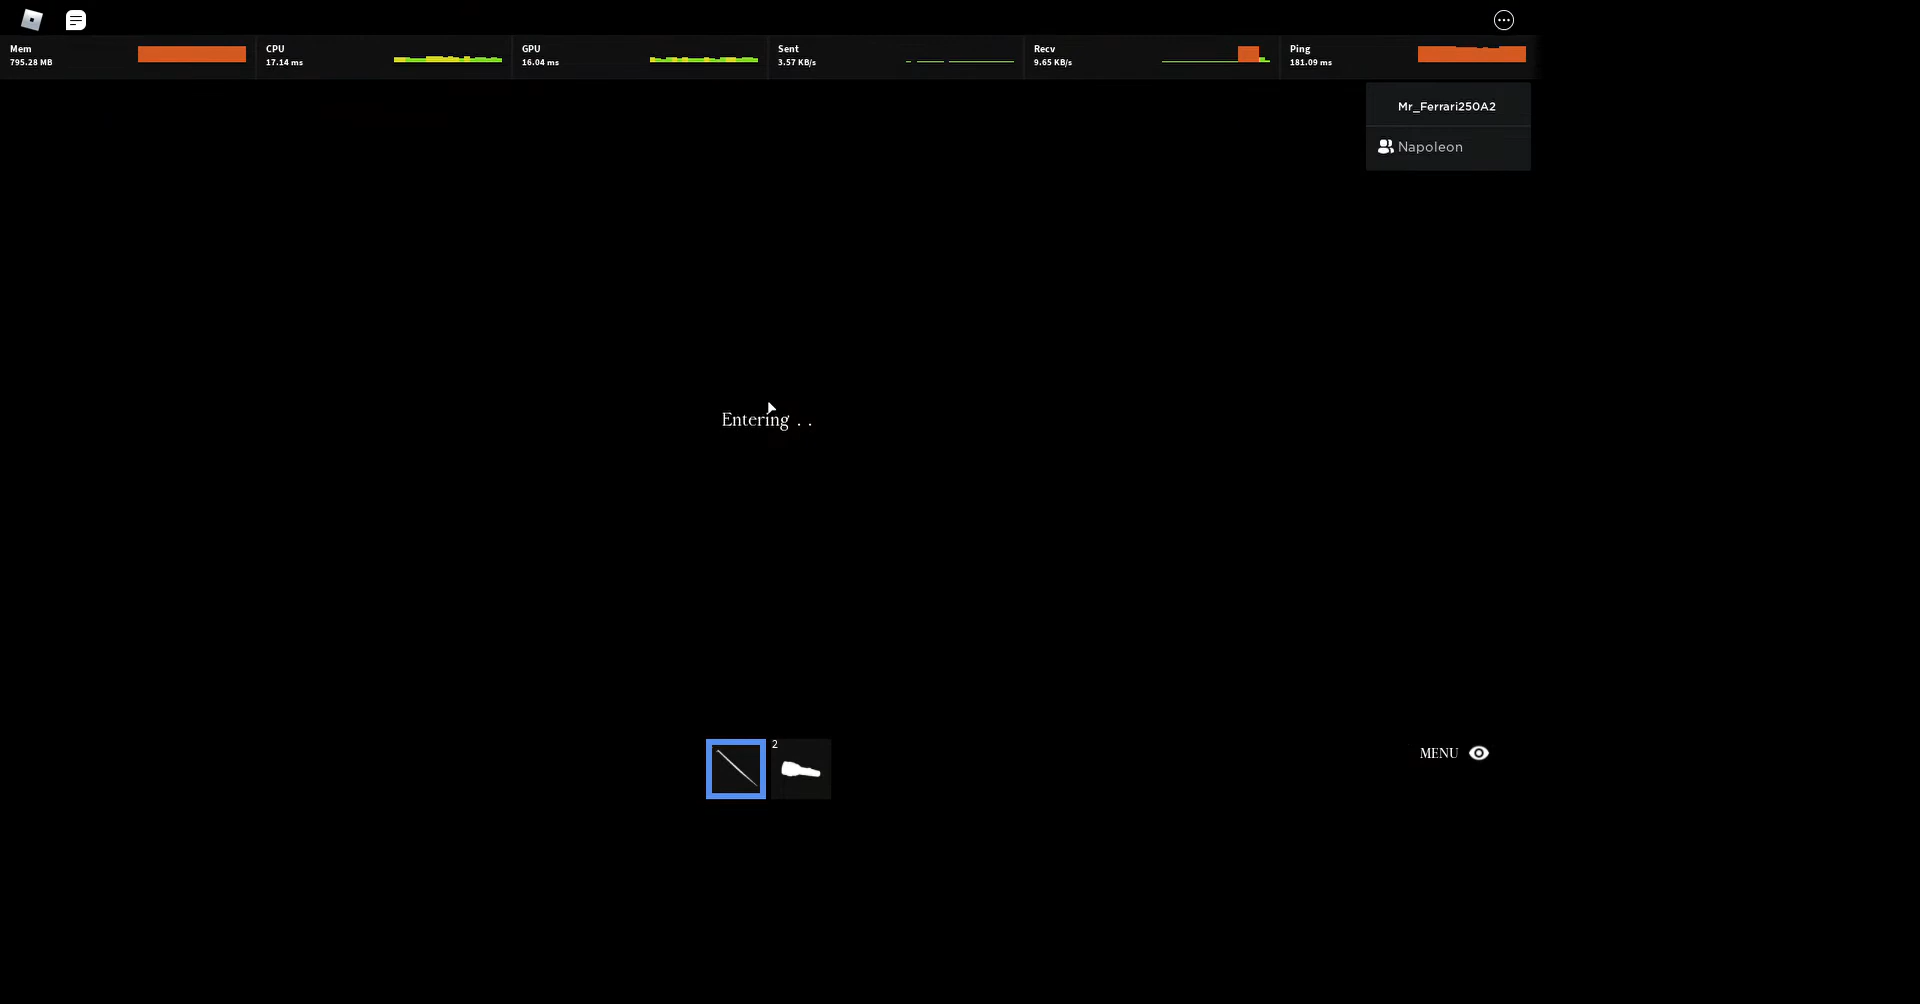 Mem
795.28 MB
CPU
17.14 ms
GPU
16.04 ms
Sent
3.57 KB/s
Recv
9.65 KB/s
Ping
181.09 ms
Mr_Ferrari250A2
Napoleon
Entering . .
2
MENU